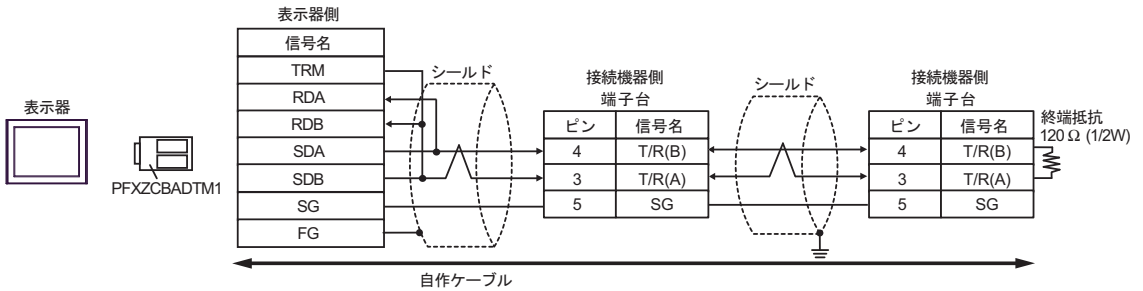 表示器
PFXZCBADTM1
表示器側
信号名
TRM
RDA
RDB
SDA
SDB
SG
FG
シールド
接続機器側
端子台
ピン 信号名
4 T/R(B)
3 T/R(A)
5 SG
シールド
接続機器側
端子台
ピン 信号名
4 T/R(B)
3 T/R(A)
5 SG
終端抵抗
120 Ω (1/2W)
自作ケーブル